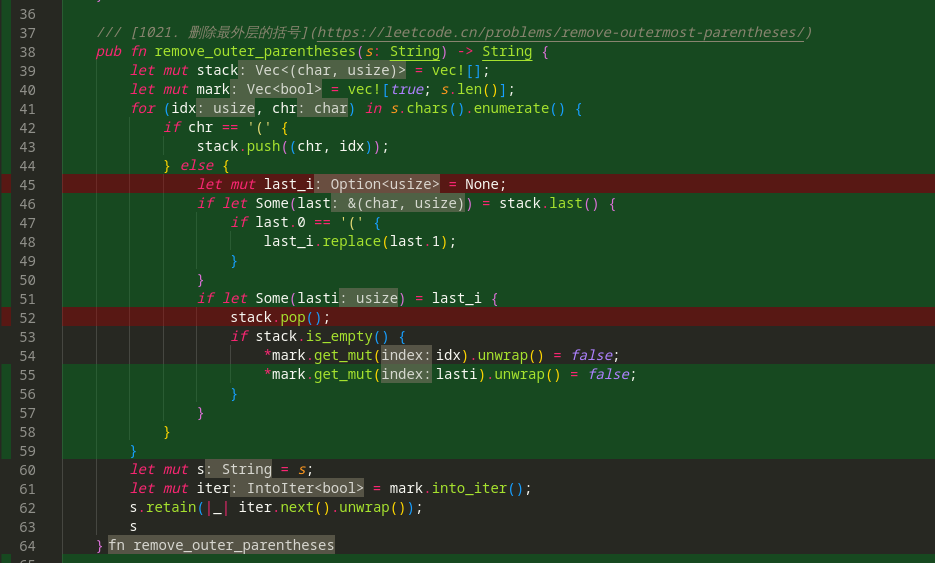 36
37 /// [1021. 删除最外层的括号](https://leetcode.cn/problems/remove-outermost-parentheses/)
38 pub fn remove_outer_parentheses(s: String) -> String {
39 let mut stack: Vec<(char, usize)> = vec![];
40 let mut mark: Vec<bool> = vec![true; s.len()];
41 for (idx: usize, chr: char) in s.chars().enumerate() {
42 if chr == '(' {
43 stack.push((chr, idx));
44 } else {
45 let mut last_i: Option<usize> = None;
46 if let Some(last: &(char, usize)) = stack.last() {
47 if last.0 == '(' {
48 last_i.replace(last.1);
49 }
50 }
51 if let Some(lasti: usize) = last_i {
52 stack.pop();
53 if stack.is_empty() {
54 *mark.get_mut(index: idx).unwrap() = false;
55 *mark.get_mut(index: lasti).unwrap() = false;
56 }
57 }
58 }
59 }
60 let mut s: String = s;
61 let mut iter: IntoIter<bool> = mark.into_iter();
62 s.retain(|_| iter.next().unwrap());
63 s
64 } fn remove_outer_parentheses